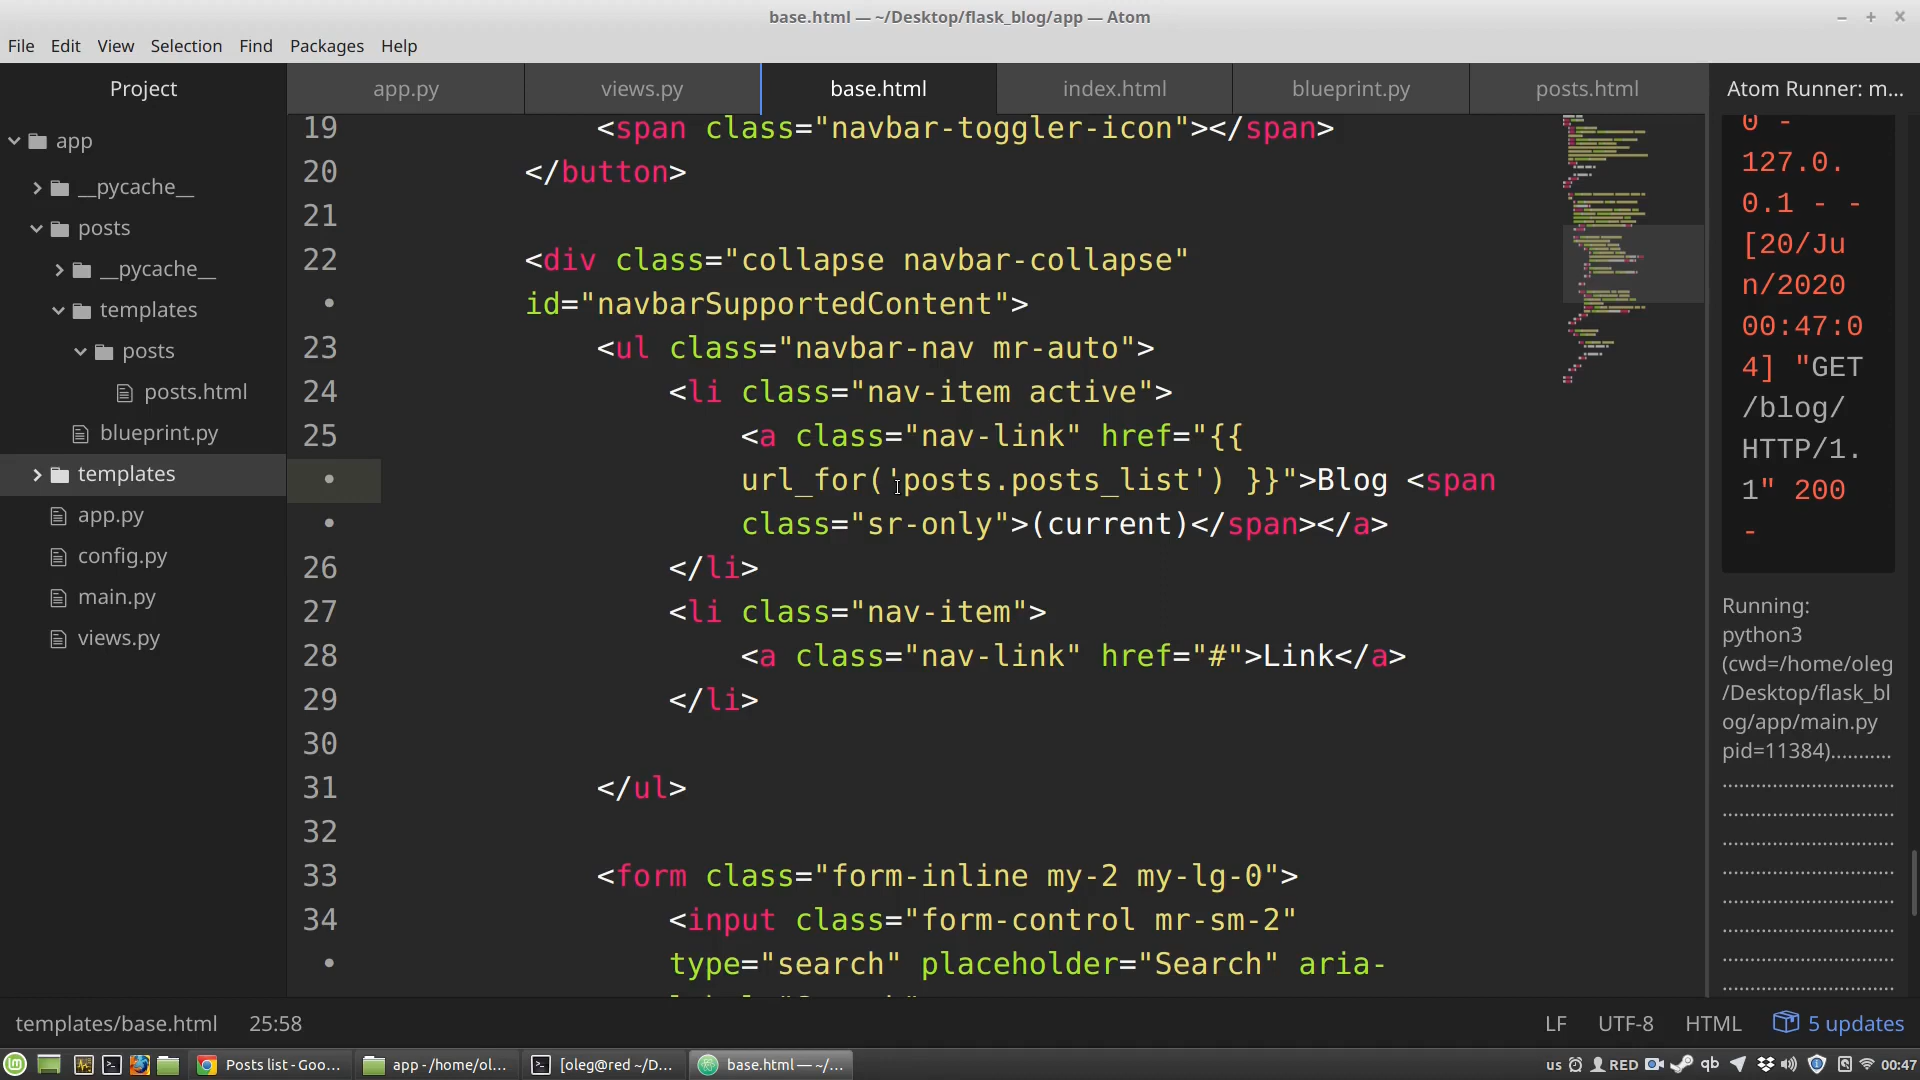 base.html — ~/Desktop/flask_blog/app — Atom
File Edit View Selection Find Packages Help
Project
app.py
views.py
base.html
index.html
blueprint.py
posts.html
Atom Runner: m...
app
__pycache__
posts
__pycache__
templates
posts
posts.html
blueprint.py
templates
app.py
config.py
main.py
views.py
19 <span class="navbar-toggler-icon"></span>
20 </button>
21
22 <div class="collapse navbar-collapse"
• id="navbarSupportedContent">
23 <ul class="navbar-nav mr-auto">
24 <li class="nav-item active">
25 <a class="nav-link" href="{{
• url_for('posts.posts_list') }}">Blog <span
• class="sr-only">(current)</span></a>
26 </li>
27 <li class="nav-item">
28 <a class="nav-link" href="#">Link</a>
29 </li>
30
31 </ul>
32
33 <form class="form-inline my-2 my-lg-0">
34 <input class="form-control mr-sm-2"
• type="search" placeholder="Search" aria-
0 -
127.0.
0.1 - -
[20/Ju
n/2020
00:47:0
4] "GET
/blog/
HTTP/1.
1" 200
-
Running:
python3
(cwd=/home/oleg
/Desktop/flask_bl
og/app/main.py
pid=11384)...........
templates/base.html 25:58
LF UTF-8 HTML 5 updates
Posts list - Goo...
app - /home/ol...
[oleg@red ~/D...
base.html — ~/...
us RED qb 00:47